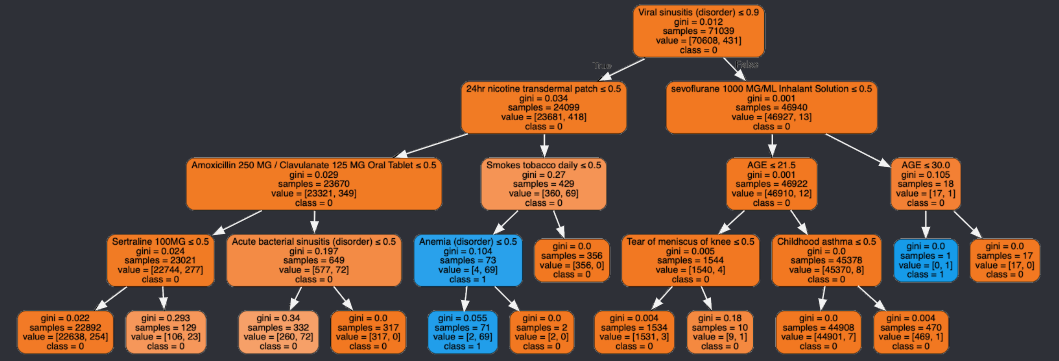 Viral sinusitis (disorder) ≤ 0.9
gini = 0.012
samples = 71039
value = [70608, 431]
class = 0
True
False
24hr nicotine transdermal patch ≤ 0.5
gini = 0.034
samples = 24099
value = [23681, 418]
class = 0
sevoflurane 1000 MG/ML Inhalant Solution ≤ 0.5
gini = 0.001
samples = 46940
value = [46927, 13]
class = 0
Amoxicillin 250 MG / Clavulanate 125 MG Oral Tablet ≤ 0.5
gini = 0.029
samples = 23670
value = [23321, 349]
class = 0
Smokes tobacco daily ≤ 0.5
gini = 0.27
samples = 429
value = [360, 69]
class = 0
AGE ≤ 21.5
gini = 0.001
samples = 46922
value = [46910, 12]
class = 0
AGE ≤ 30.0
gini = 0.105
samples = 18
value = [17, 1]
class = 0
Sertraline 100MG ≤ 0.5
gini = 0.024
samples = 23021
value = [22744, 277]
class = 0
Acute bacterial sinusitis (disorder) ≤ 0.5
gini = 0.197
samples = 649
value = [577, 72]
class = 0
Anemia (disorder) ≤ 0.5
gini = 0.104
samples = 73
value = [4, 69]
class = 1
gini = 0.0
samples = 356
value = [356, 0]
class = 0
Tear of meniscus of knee ≤ 0.5
gini = 0.005
samples = 1544
value = [1540, 4]
class = 0
Childhood asthma ≤ 0.5
gini = 0.0
samples = 45378
value = [45370, 8]
class = 0
gini = 0.0
samples = 1
value = [0, 1]
class = 1
gini = 0.0
samples = 17
value = [17, 0]
class = 0
gini = 0.022
samples = 22892
value = [22638, 254]
class = 0
gini = 0.293
samples = 129
value = [106, 23]
class = 0
gini = 0.34
samples = 332
value = [260, 72]
class = 0
gini = 0.0
samples = 317
value = [317, 0]
class = 0
gini = 0.055
samples = 71
value = [2, 69]
class = 1
gini = 0.0
samples = 2
value = [2, 0]
class = 0
gini = 0.004
samples = 1534
value = [1531, 3]
class = 0
gini = 0.18
samples = 10
value = [9, 1]
class = 0
gini = 0.0
samples = 44908
value = [44901, 7]
class = 0
gini = 0.004
samples = 470
value = [469, 1]
class = 0